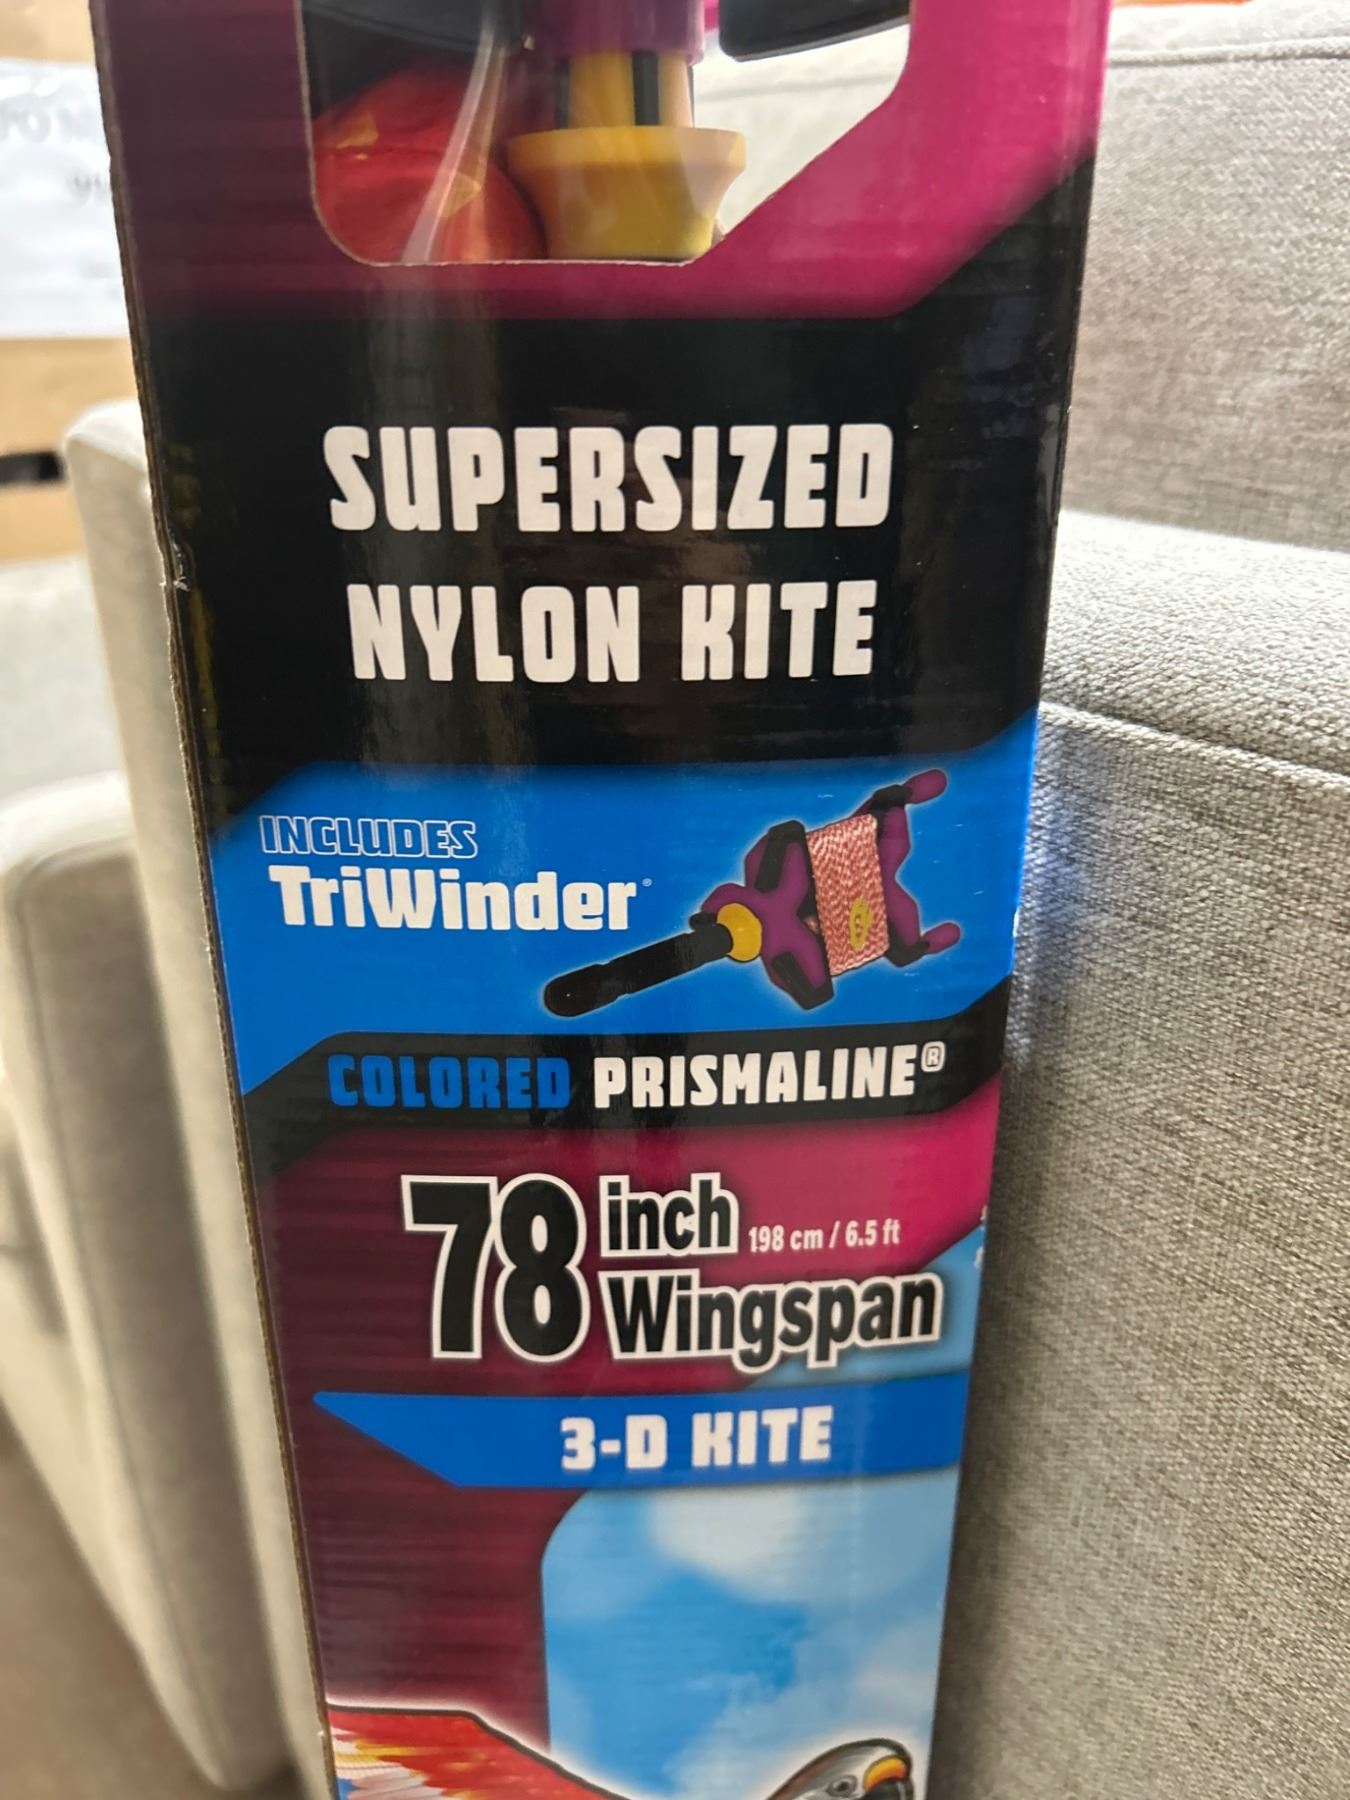 SUPERSIZED
NYLON KITE
INCLUDES
TriWinder
COLORED PRISMALINE®
78 inch 198 cm / 6.5 ft
Wingspan
3-D KITE